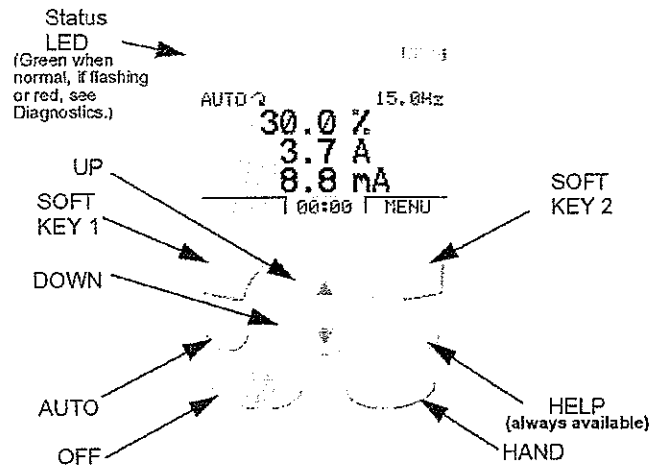 Status
LED
(Green when
normal, if flashing
or red, see
Diagnostics.)
AUTO
15.0Hz
30.0 %
3.7 A
8.8 mA
00:00
MENU
UP
SOFT
KEY 1
SOFT
KEY 2
DOWN
AUTO
OFF
HELP
(always available)
HAND